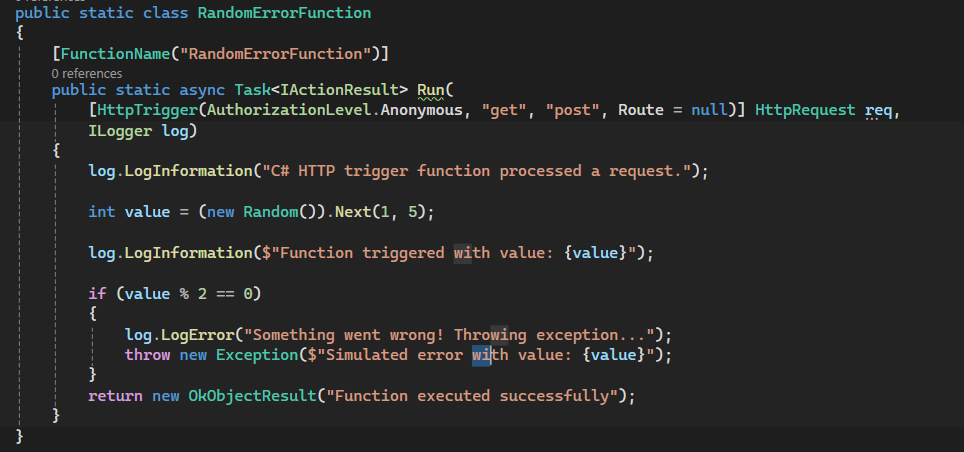 public static class RandomErrorFunction
{
[FunctionName("RandomErrorFunction")]
0 references
public static async Task<IActionResult> Run(
[HttpTrigger(AuthorizationLevel.Anonymous, "get", "post", Route = null)] HttpRequest req,
ILogger log)
{
log.LogInformation("C# HTTP trigger function processed a request.");
int value = (new Random()).Next(1, 5);
log.LogInformation($"Function triggered with value: {value}");
if (value % 2 == 0)
{
log.LogError("Something went wrong! Throwing exception...");
throw new Exception($"Simulated error with value: {value}");
}
return new OkObjectResult("Function executed successfully");
}
}